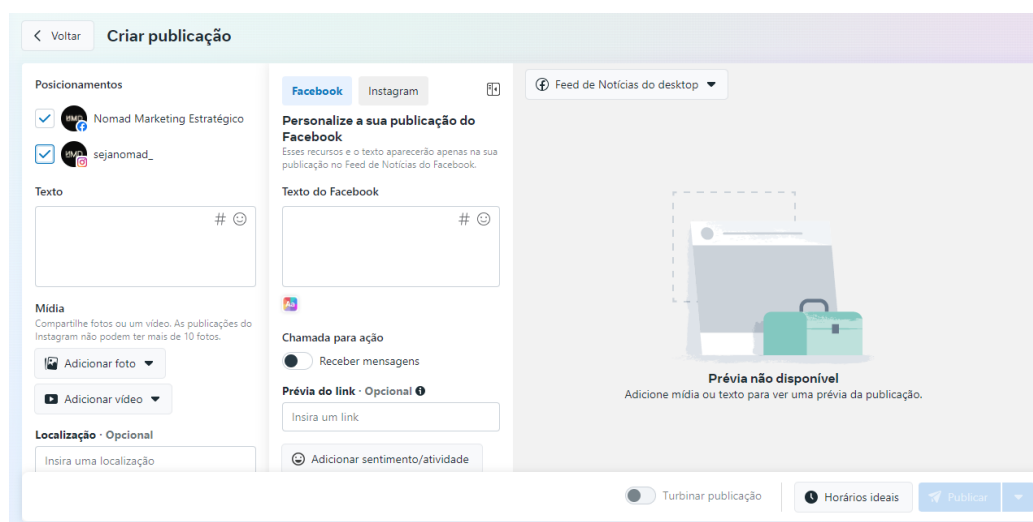 Voltar
Criar publicação
Posicionamentos
Nomad Marketing Estratégico
sejanomad_
Texto
#
Mídia
Compartilhe fotos ou um vídeo. As publicações do
Instagram não podem ter mais de 10 fotos.
Adicionar foto
Adicionar vídeo
Localização · Opcional
Insira uma localização
Facebook
Instagram
Personalize a sua publicação do
Facebook
Esses recursos e o texto aparecerão apenas na sua
publicação no Feed de Notícias do Facebook.
Texto do Facebook
#
Aa
Chamada para ação
Receber mensagens
Prévia do link · Opcional
Insira um link
Adicionar sentimento/atividade
Feed de Notícias do desktop
Prévia não disponível
Adicione mídia ou texto para ver uma prévia da publicação.
Turbinar publicação
Horários ideais
Publicar